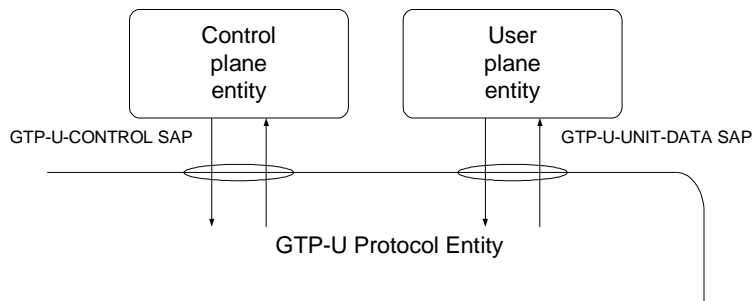 Control
plane
entity
User
plane
entity
GTP-U-CONTROL SAP
GTP-U-UNIT-DATA SAP
GTP-U Protocol Entity